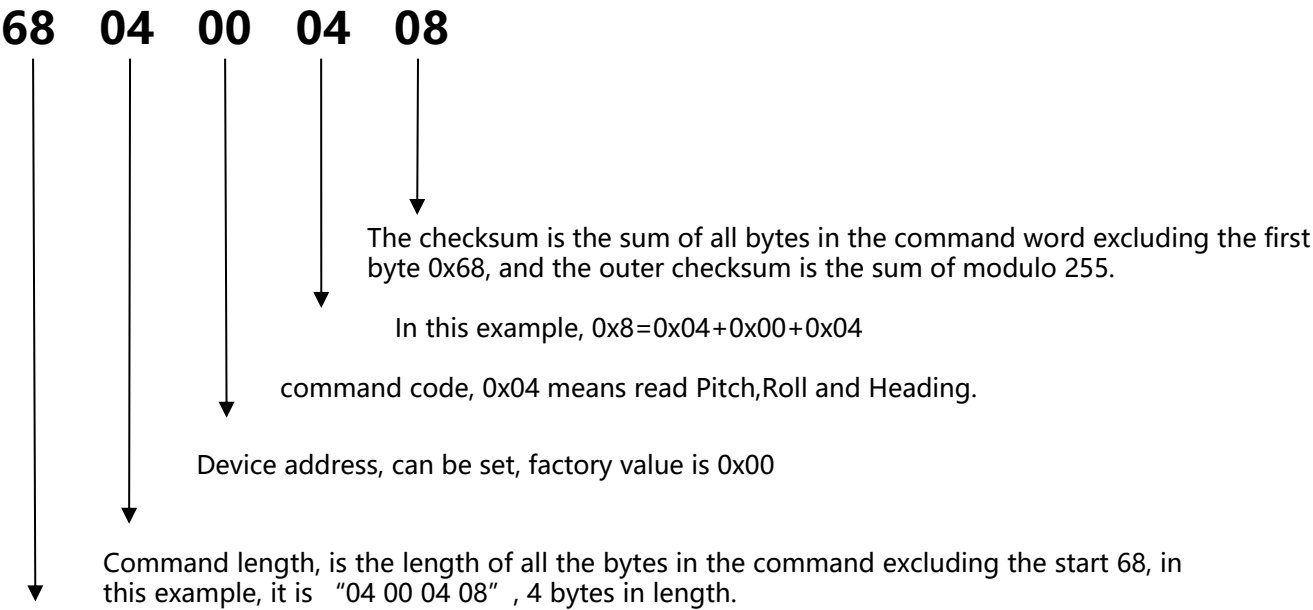 68 04 00 04 08
The checksum is the sum of all bytes in the command word excluding the first
byte 0x68, and the outer checksum is the sum of modulo 255.
In this example, 0x8=0x04+0x00+0x04
command code, 0x04 means read Pitch,Roll and Heading.
Device address, can be set, factory value is 0x00
Command length, is the length of all the bytes in the command excluding the start 68, in
this example, it is “04 00 04 08”, 4 bytes in length.